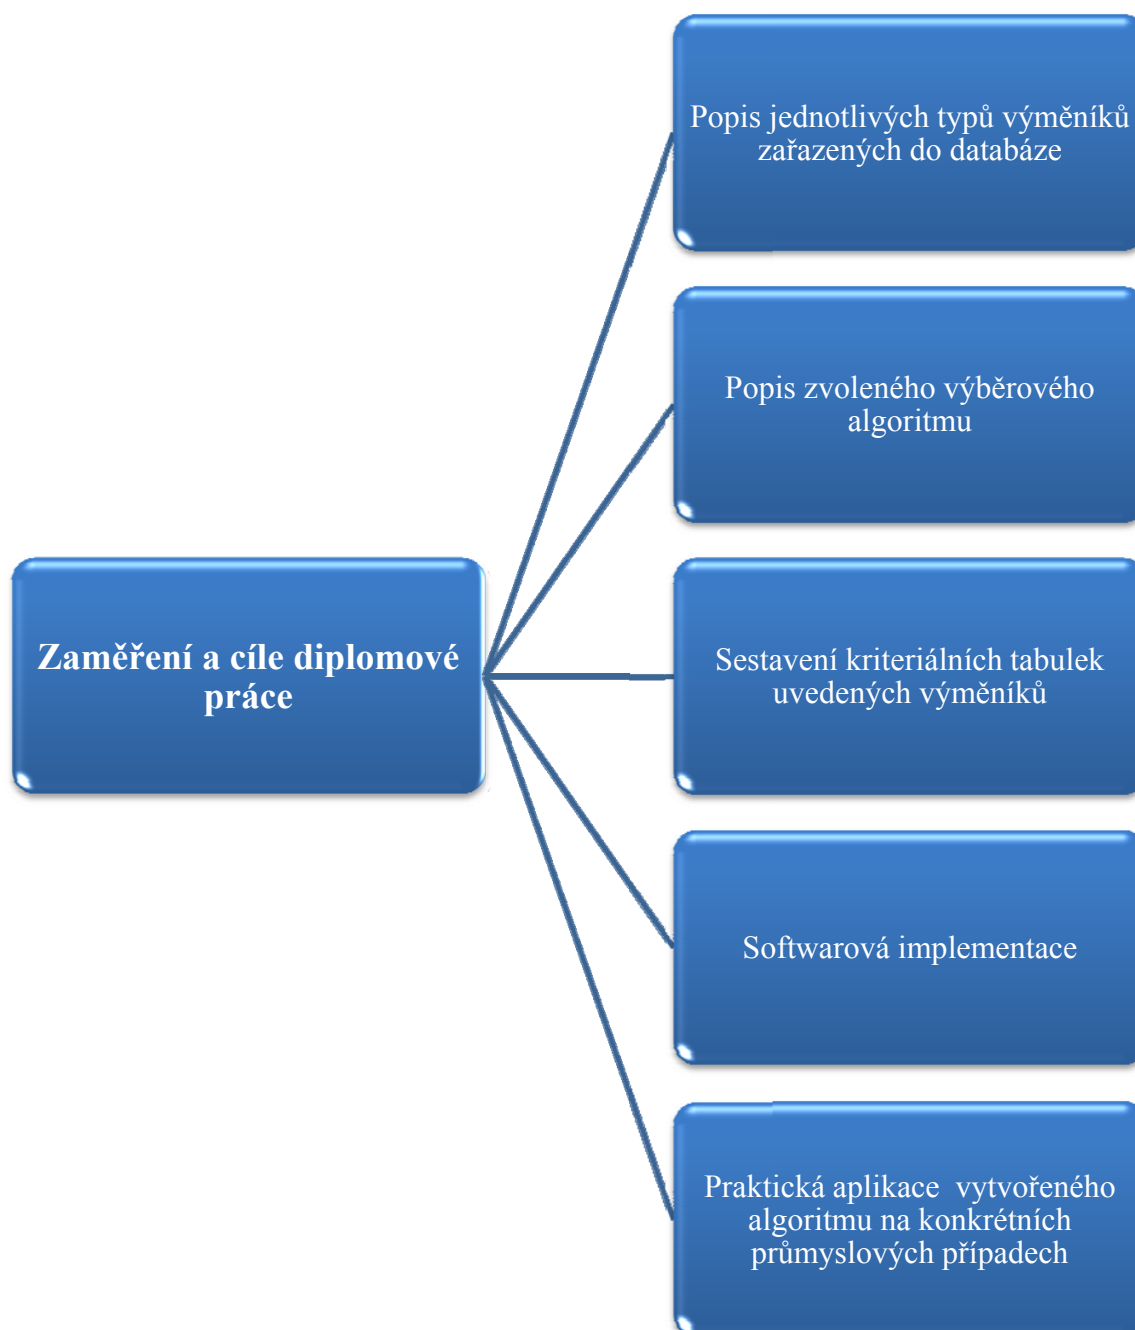 Popis jednotlivých typů výměníků
zařazených do databáze
Popis zvoleného výběrového
algoritmu
Zaměření a cíle diplomové
práce
Sestavení kriteriálních tabulek
uvedených výměníků
Softwarová implementace
Praktická aplikace vytvořeného
algoritmu na konkrétních
průmyslových případech